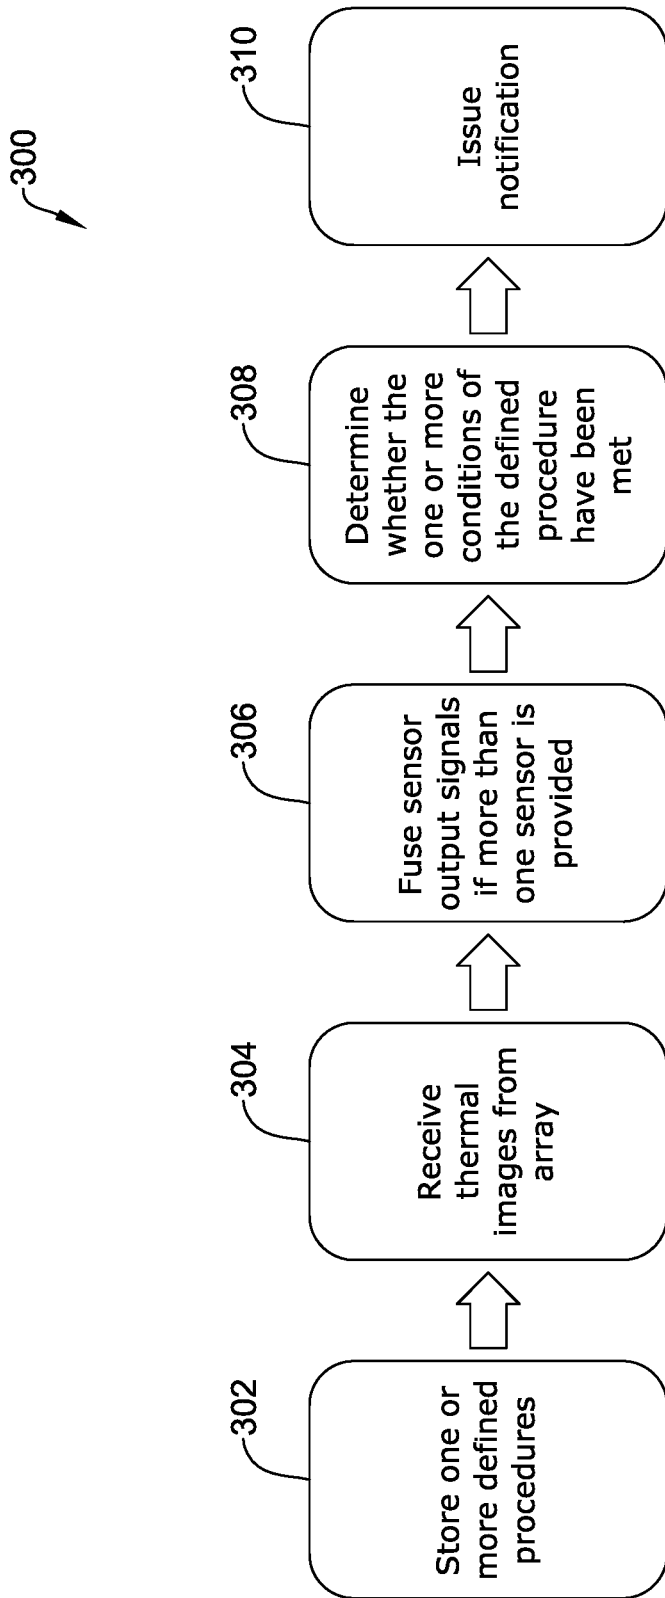 300
302
Store one or
more defined
procedures
304
Receive
thermal
images from
array
306
Fuse sensor
output signals
if more than
one sensor is
provided
308
Determine
whether the
one or more
conditions of
the defined
procedure
have been
met
310
Issue
notification